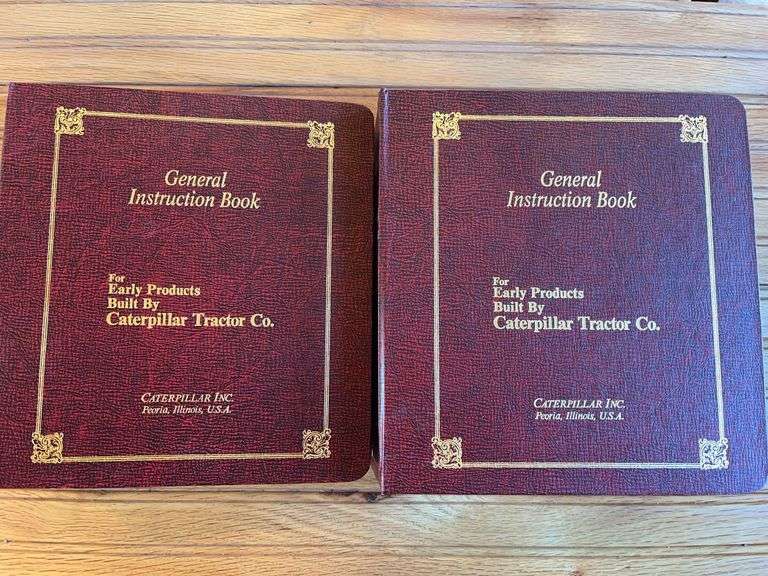 General
Instruction Book
For
Early Products
Built By
Caterpillar Tractor Co.
CATERPILLAR INC.
Peoria, Illinois, U.S.A.
General
Instruction Book
For
Early Products
Built By
Caterpillar Tractor Co.
CATERPILLAR INC.
Peoria, Illinois, U.S.A.